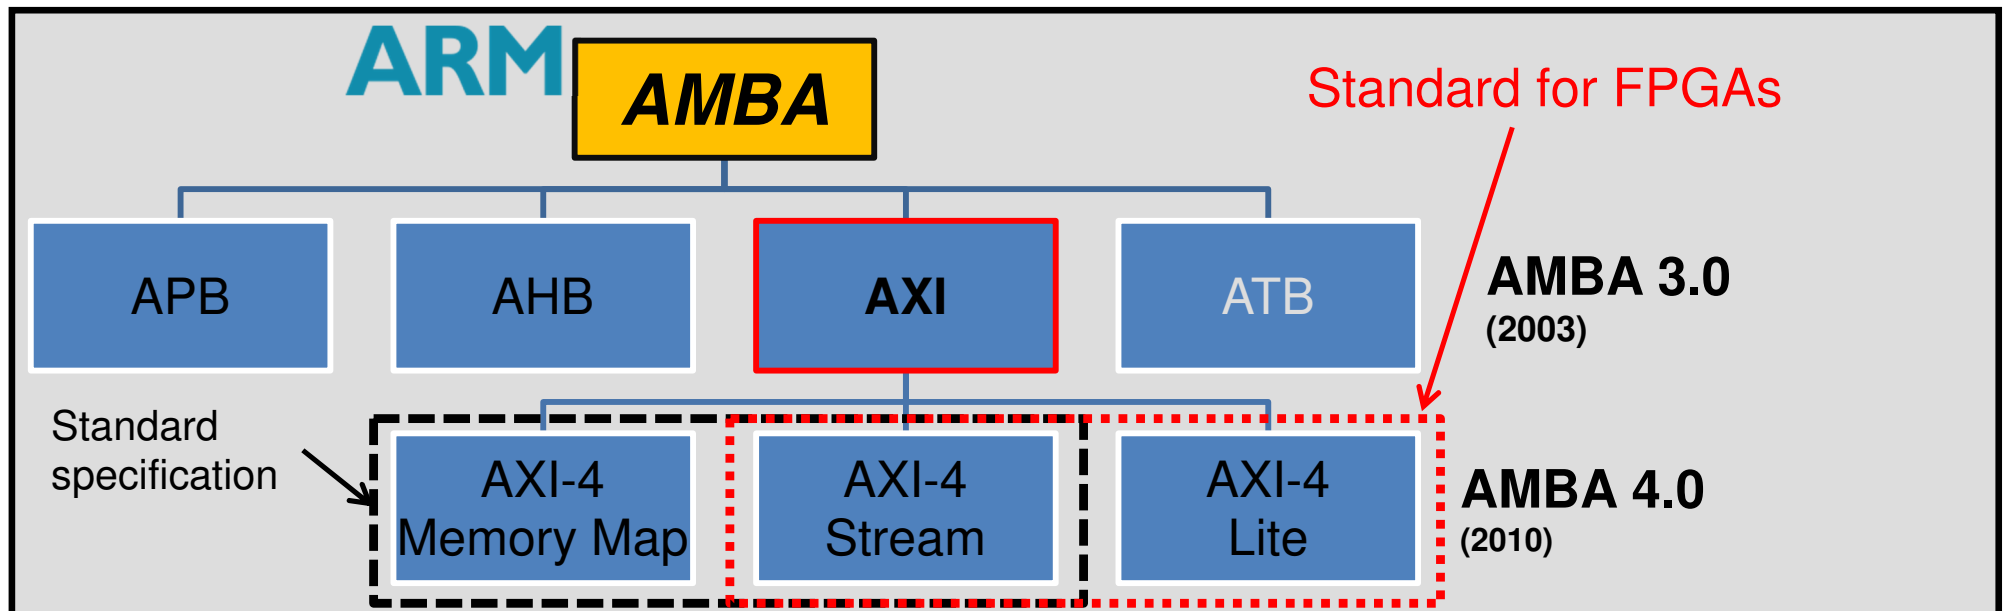 ARM
AMBA
Standard for FPGAs
APB
AHB
AXI
ATB
AMBA 3.0
(2003)
Standard
specification
AXI-4
Memory Map
AXI-4
Stream
AXI-4
Lite
AMBA 4.0
(2010)